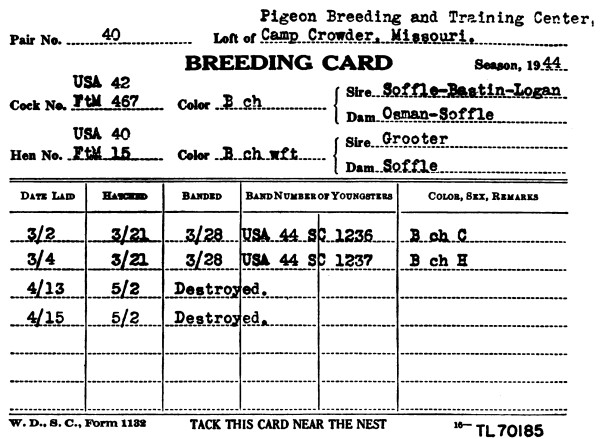 Pigeon Breeding and Training Center,
Pair No. 40 Loft of Camp Crowder, Missouri.
BREEDING CARD Season, 1944
USA 42
Cock No. FtM 467 Color B ch Sire Soffle-Bastin-Logan
Dam Osman-Soffle
USA 40
Hen No. FtM 15 Color B ch wft Sire Grooter
Dam Soffle
DATE LAID HATCHED BANDED BAND NUMBER OF YOUNGSTERS COLOR, SEX, REMARKS
3/2 3/21 3/28 USA 44 SC 1236 B ch C
3/4 3/21 3/28 USA 44 SC 1237 B ch H
4/13 5/2 Destroyed.
4/15 5/2 Destroyed.
W. D., S. C., Form 1132 TACK THIS CARD NEAR THE NEST 16— TL 70185